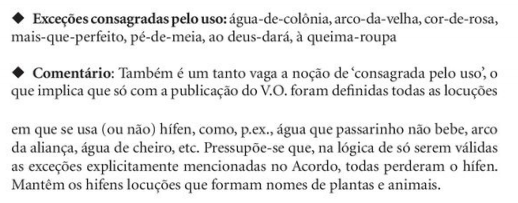 ◆ Exceções consagradas pelo uso: água-de-colônia, arco-da-velha, cor-de-rosa,
mais-que-perfeito, pé-de-meia, ao deus-dará, à queima-roupa
◆ Comentário: Também é um tanto vaga a noção de ‘consagrada pelo uso’, o
que implica que só com a publicação do V.O. foram definidas todas as locuções
em que se usa (ou não) hífen, como, p.ex., água que passarinho não bebe, arco
da aliança, água de cheiro, etc. Pressupõe-se que, na lógica de só serem válidas
as exceções explicitamente mencionadas no Acordo, todas perderam o hífen.
Mantêm os hifens locuções que formam nomes de plantas e animais.